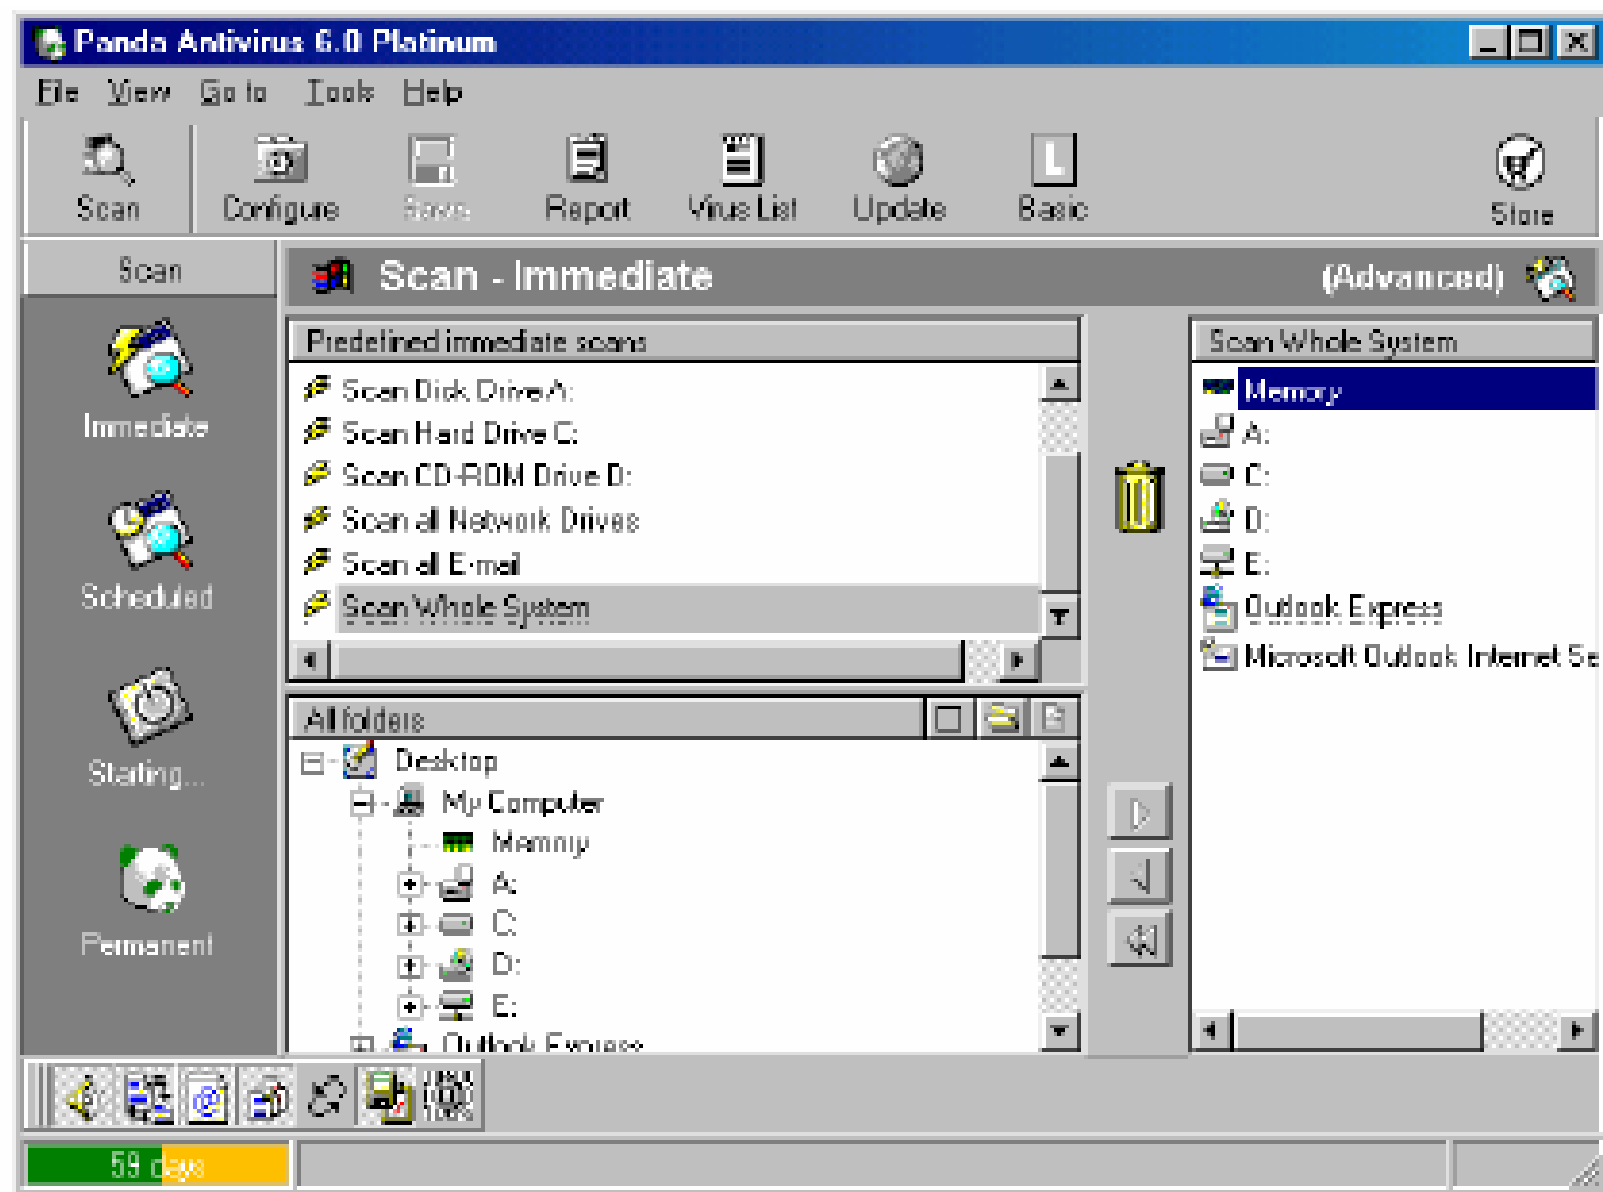 Panda Antivirus 6.0 Platinum
File View Go to Tools Help
Scan Configure Save Report Virus List Update Basic Store
Scan
Scan - Immediate (Advanced)
Immediate
Scheduled
Starting...
Permanent
Predefined immediate scans
Scan Disk Drive A:
Scan Hard Drive C:
Scan CD-ROM Drive D:
Scan all Network Drives
Scan all E-mail
Scan Whole System
All folders
Desktop
My Computer
Memory
A:
C:
D:
E:
Outlook Express
Scan Whole System
Memory
A:
C:
D:
E:
Outlook Express
Microsoft Outlook Internet Se
59 days